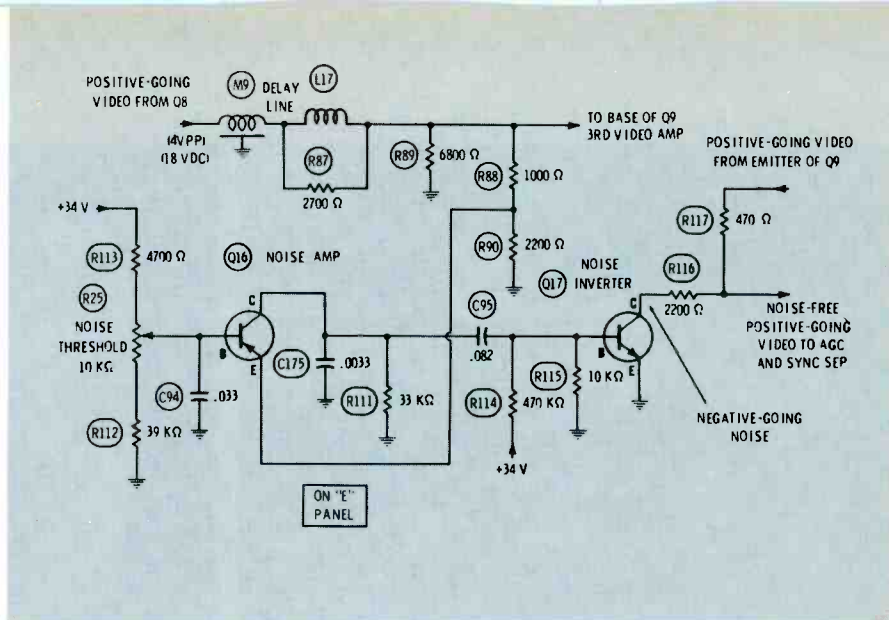 POSITIVE-GOING
VIDEO FROM Q8
(4V PP)
(18 VDC)
M9
DELAY
LINE
L17
R87
2700 Ω
R89
6800 Ω
R88
1000 Ω
TO BASE OF Q9
3RD VIDEO AMP
POSITIVE-GOING VIDEO
FROM EMITTER OF Q9
R117
470 Ω
+34 V
R113
4700 Ω
R25
NOISE
THRESHOLD
10 KΩ
R112
39 KΩ
C94
.033
Q16
NOISE AMP
C
B
E
C175
.0033
R111
33 KΩ
R90
2200 Ω
C95
.082
R114
470 KΩ
+34 V
R115
10 KΩ
Q17
NOISE
INVERTER
C
B
E
R116
2200 Ω
NOISE-FREE
POSITIVE-GOING
VIDEO TO AGC
AND SYNC SEP
NEGATIVE-GOING
NOISE
ON "E"
PANEL